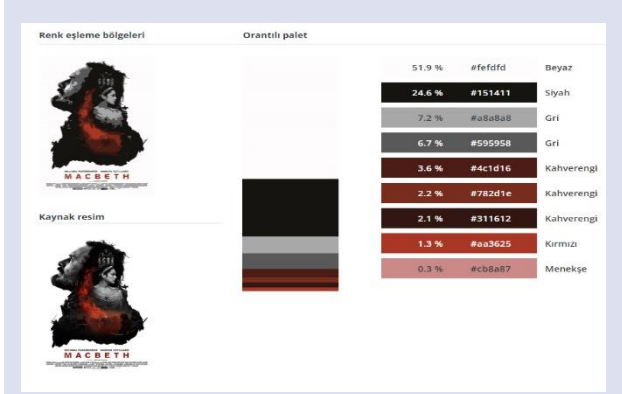 Renk eşleme bölgeleri
Orantılı palet
51.9 % #fefdfd Beyaz
24.6 % #151411 Siyah
7.2 % #a8a8a8 Gri
6.7 % #595958 Gri
3.6 % #4c1d16 Kahverengi
2.2 % #782d1e Kahverengi
2.1 % #311612 Kahverengi
1.3 % #aa3625 Kırmızı
0.3 % #cb8a87 Menekşe
MACBETH
Kaynak resim
MACBETH